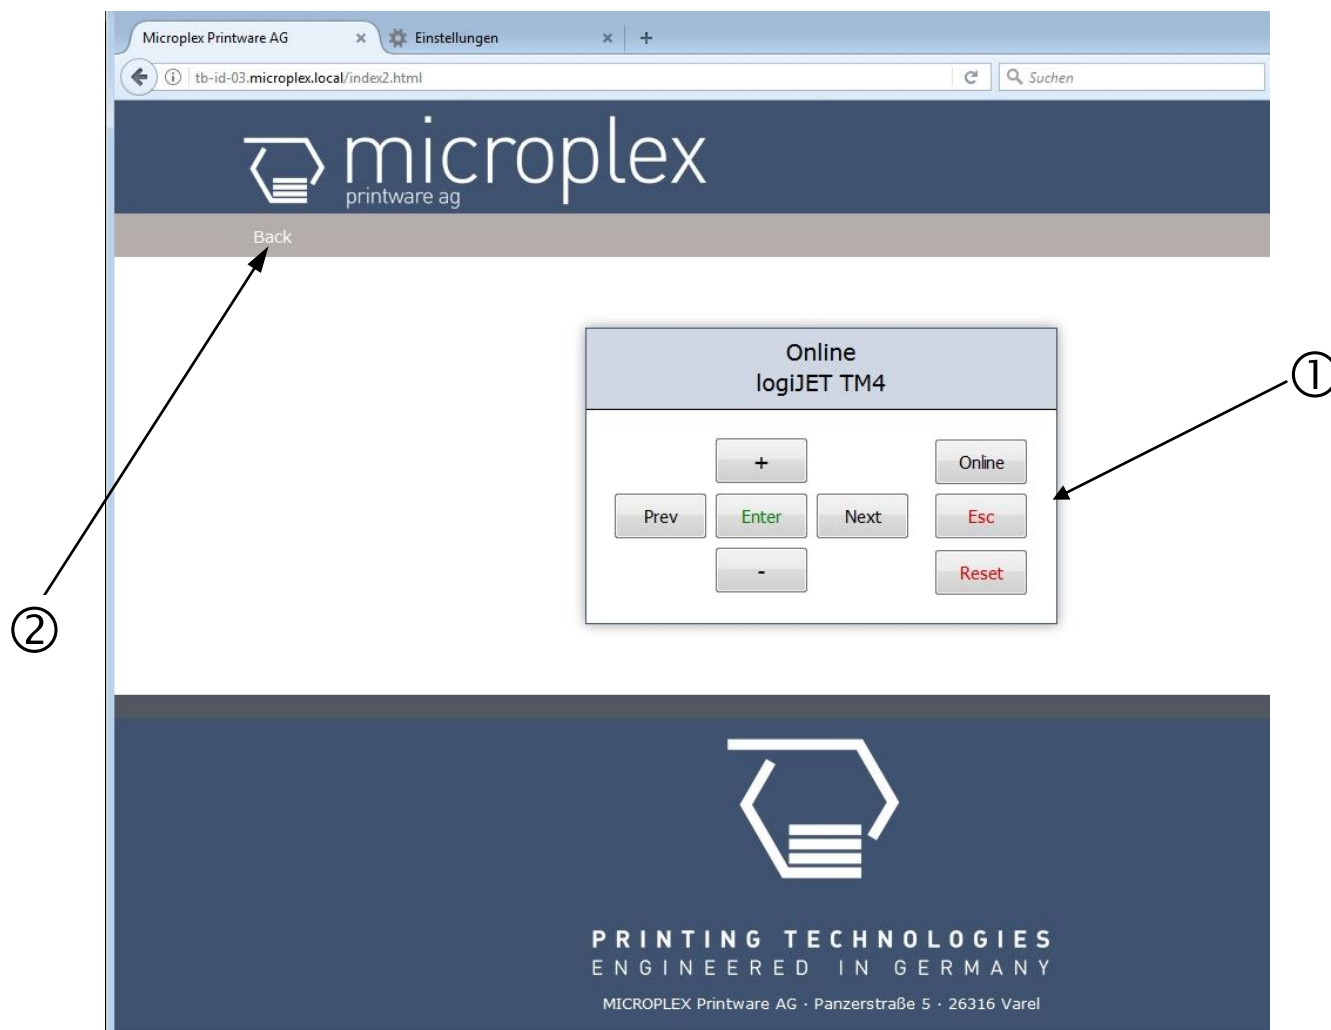 Microplex Printware AG × Einstellungen × +
tb-id-03.microplex.local/index2.html Suchen
microplex
printware ag
Back
Online
logiJET TM4
①
+ Online
Prev Enter Next Esc
- Reset
②
PRINTING TECHNOLOGIES
ENGINEERED IN GERMANY
MICROPLEX Printware AG · Panzerstraße 5 · 26316 Varel